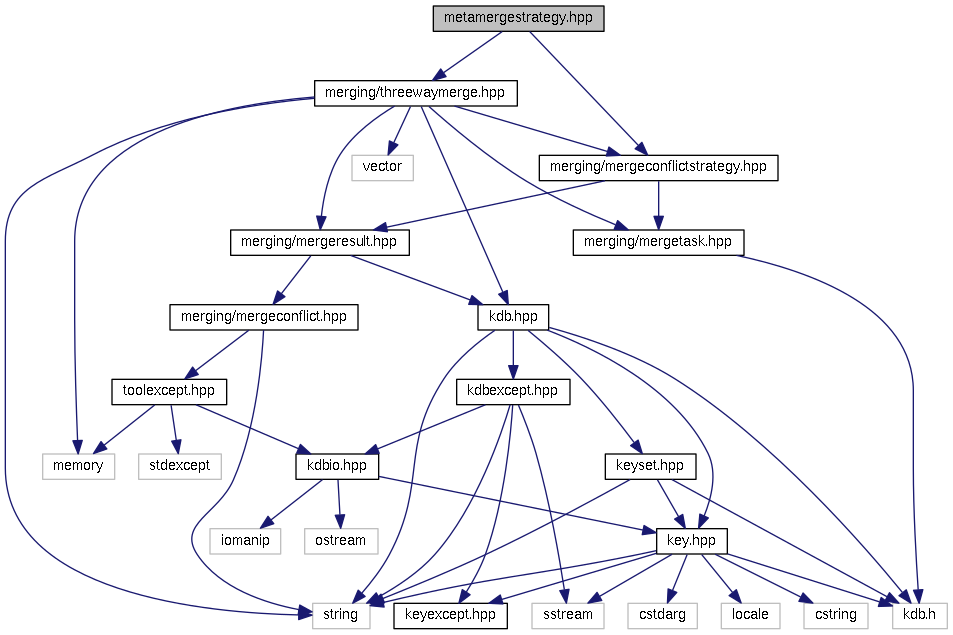 metamergestrategy.hpp
merging/threewaymerge.hpp
vector
merging/mergeconflictstrategy.hpp
merging/mergeresult.hpp
merging/mergetask.hpp
merging/mergeconflict.hpp
kdb.hpp
toolexcept.hpp
kdbexcept.hpp
memory
stdexcept
kdbio.hpp
keyset.hpp
iomanip
ostream
key.hpp
string
keyexcept.hpp
sstream
cstdarg
locale
cstring
kdb.h